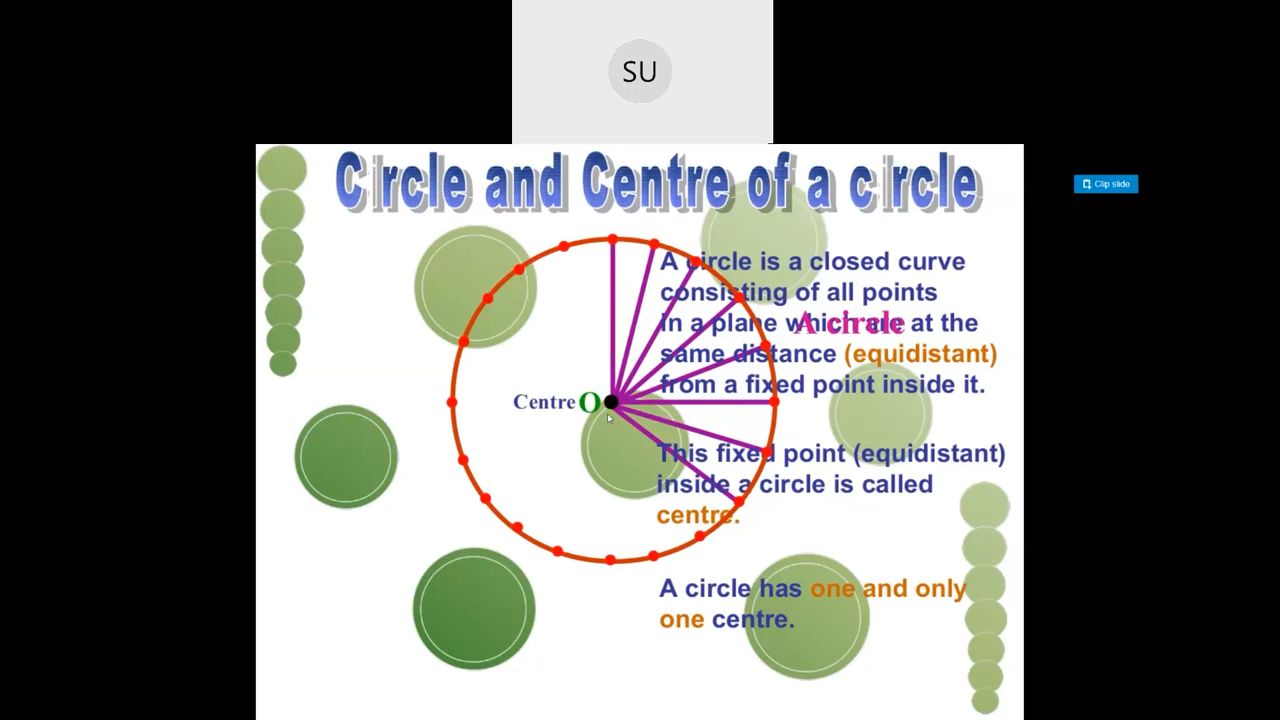 SU
Circle and Centre of a circle
Clip slide
A circle is a closed curve
consisting of all points
in a plane which are at the
A circle
same distance (equidistant)
from a fixed point inside it.
Centre O
This fixed point (equidistant)
inside a circle is called
centre.
A circle has one and only
one centre.